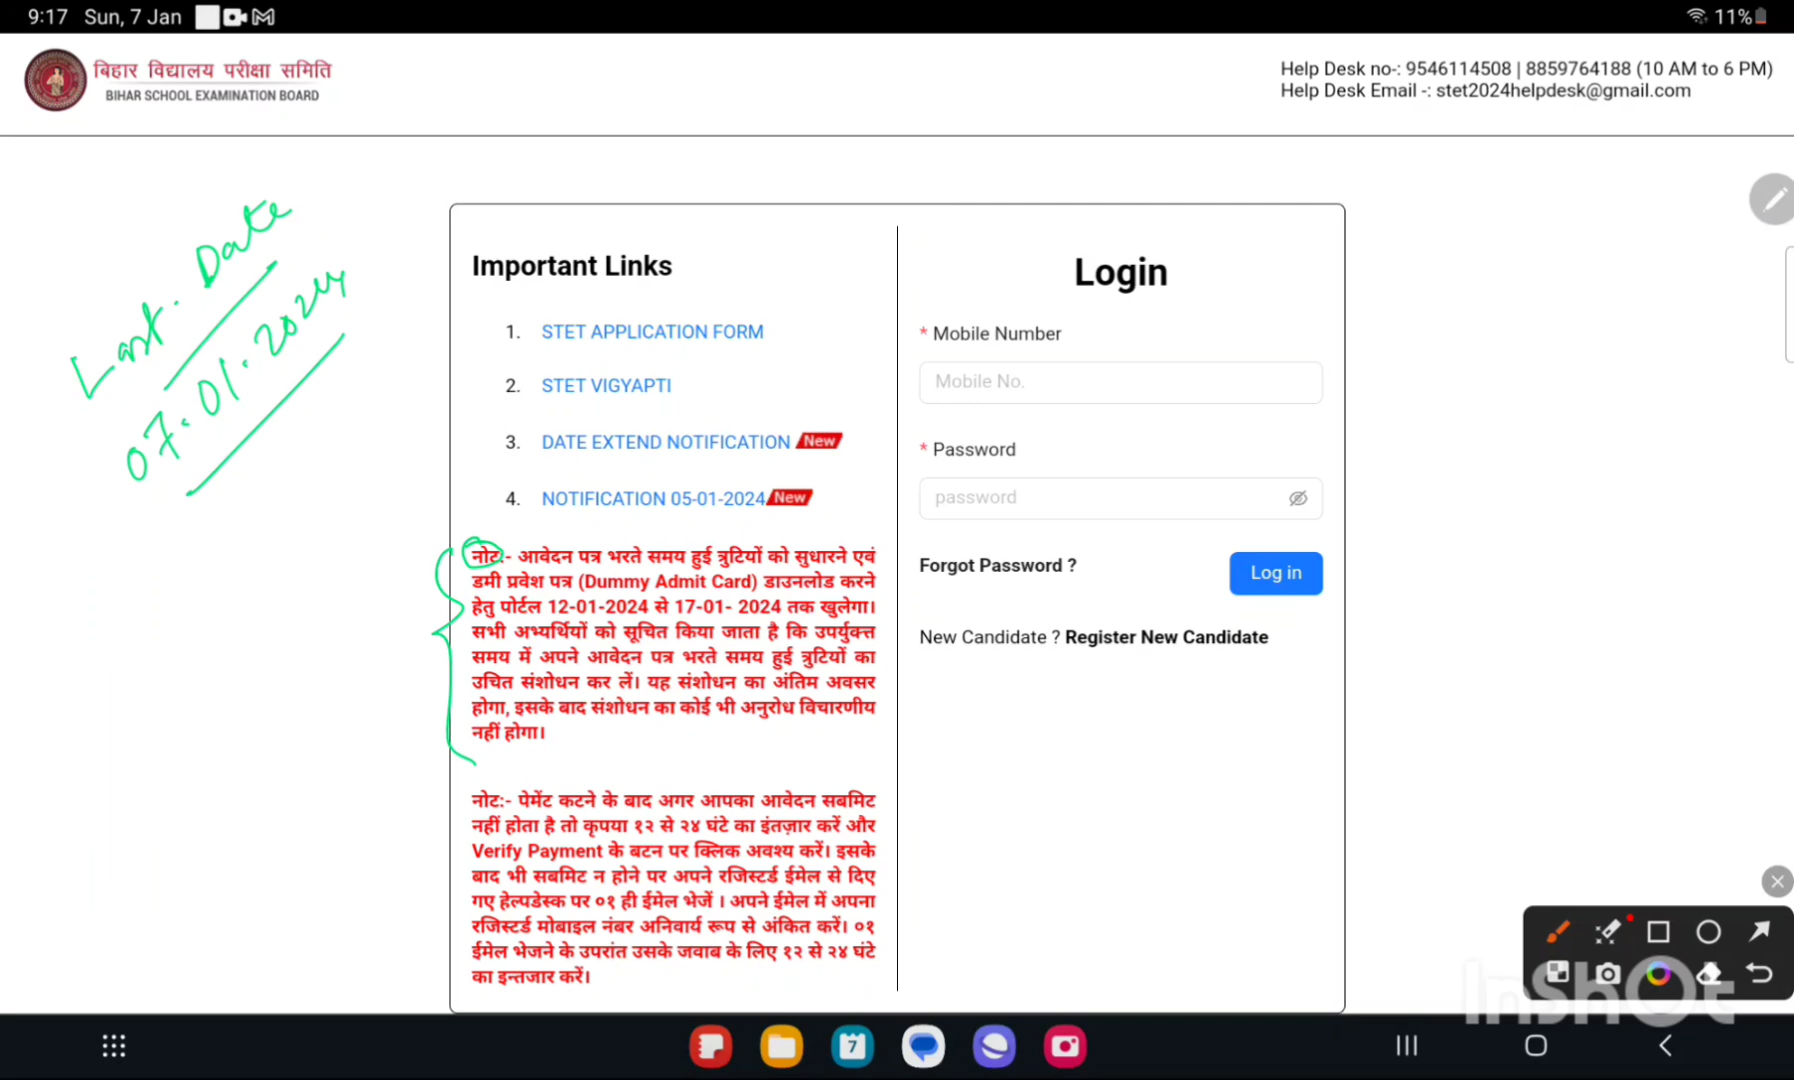 9:17 Sun, 7 Jan
11%
बिहार विद्यालय परीक्षा समिति
BIHAR SCHOOL EXAMINATION BOARD
Help Desk no-: 9546114508 | 8859764188 (10 AM to 6 PM)
Help Desk Email -: stet2024helpdesk@gmail.com
Last. Date
07.01.2024
Important Links
1. STET APPLICATION FORM
2. STET VIGYAPTI
3. DATE EXTEND NOTIFICATION New
4. NOTIFICATION 05-01-2024 New
नोटः- आवेदन पत्र भरते समय हुई त्रुटियों को सुधारने एवं
डमी प्रवेश पत्र (Dummy Admit Card) डाउनलोड करने
हेतु पोर्टल 12-01-2024 से 17-01- 2024 तक खुलेगा।
सभी अभ्यर्थियों को सूचित किया जाता है कि उपर्युक्त
समय में अपने आवेदन पत्र भरते समय हुई त्रुटियों का
उचित संशोधन कर लें। यह संशोधन का अंतिम अवसर
होगा, इसके बाद संशोधन का कोई भी अनुरोध विचारणीय
नहीं होगा।
नोट:- पेमेंट कटने के बाद अगर आपका आवेदन सबमिट
नहीं होता है तो कृपया १२ से २४ घंटे का इंतज़ार करें और
Verify Payment के बटन पर क्लिक अवश्य करें। इसके
बाद भी सबमिट न होने पर अपने रजिस्टर्ड ईमेल से दिए
गए हेल्पडेस्क पर ०१ ही ईमेल भेजें । अपने ईमेल में अपना
रजिस्टर्ड मोबाइल नंबर अनिवार्य रूप से अंकित करें। ०१
ईमेल भेजने के उपरांत उसके जवाब के लिए १२ से २४ घंटे
का इन्तजार करें।
Login
* Mobile Number
Mobile No.
* Password
password
Forgot Password ?
Log in
New Candidate ? Register New Candidate
InShOt
7